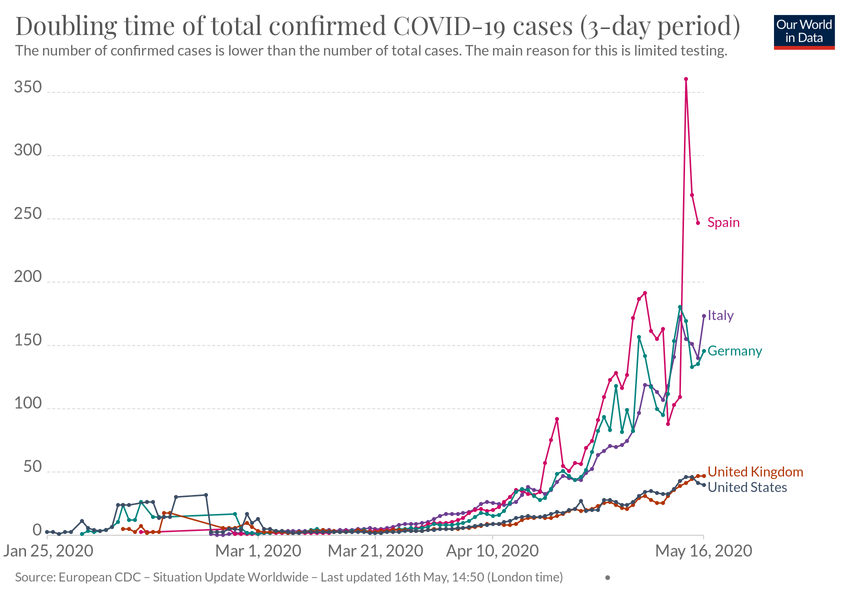 Doubling time of total confirmed COVID-19 cases (3-day period)
Our World
in Data
The number of confirmed cases is lower than the number of total cases. The main reason for this is limited testing.
350
300
250
Spain
200
Italy
150
Germany
100
50
United Kingdom
United States
0
Jan 25, 2020
Mar 1, 2020
Mar 21, 2020
Apr 10, 2020
May 16, 2020
Source: European CDC – Situation Update Worldwide – Last updated 16th May, 14:50 (London time)